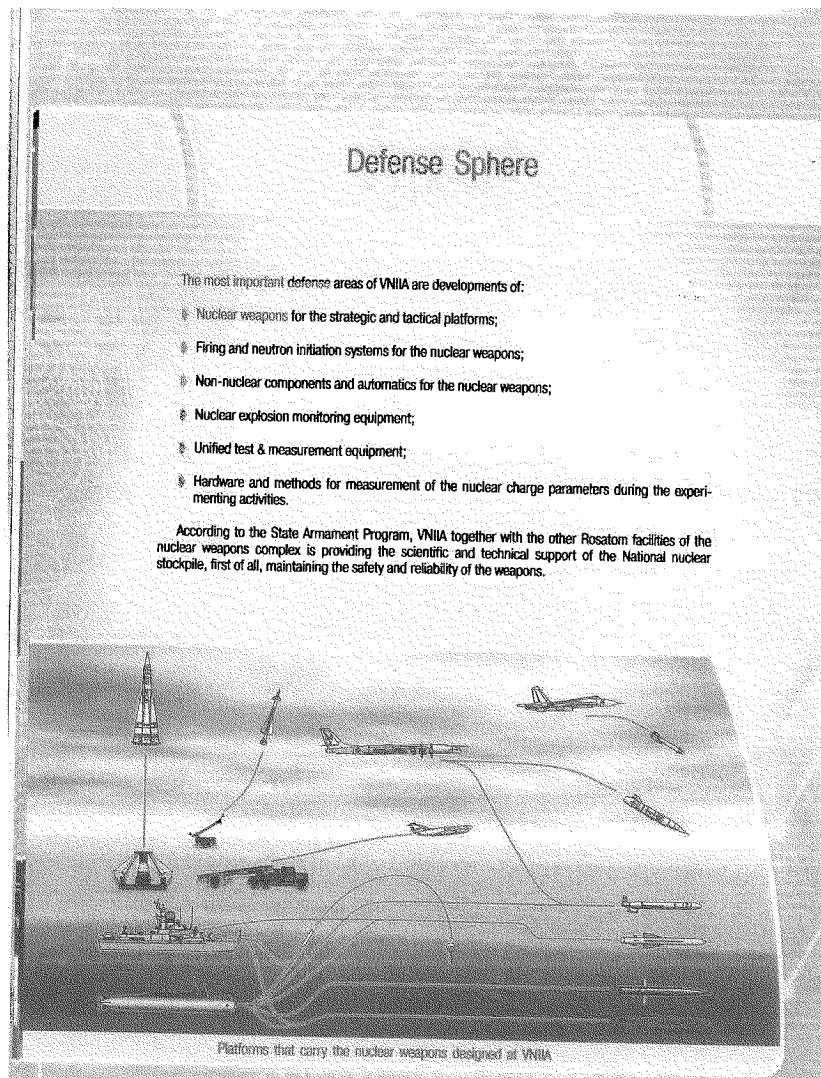 Defense Sphere
The most important defense areas of VNIIA are developments of:
Nuclear weapons for the strategic and tactical platforms;
Firing and neutron initiation systems for the nuclear weapons;
Non-nuclear components and automatics for the nuclear weapons;
Nuclear explosion monitoring equipment;
Unified test & measurement equipment;
Hardware and methods for measurement of the nuclear charge parameters during the experi-
menting activities.
According to the State Armament Program, VNIIA together with the other Rosatom facilities of the
nuclear weapons complex is providing the scientific and technical support of the National nuclear
stockpile, first of all, maintaining the safety and reliability of the weapons.
Platforms that carry the nuclear weapons designed at VNIIA